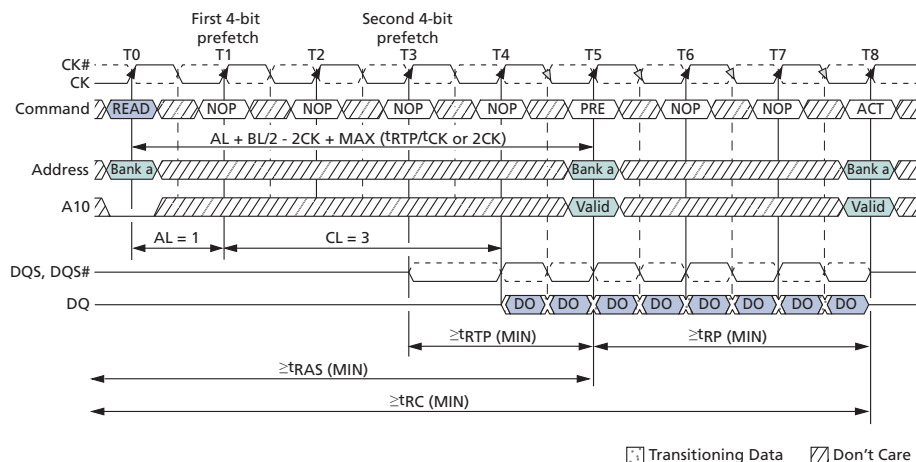 First 4-bit prefetch
Second 4-bit prefetch
T0 T1 T2 T3 T4 T5 T6 T7 T8
CK#
CK
Command READ NOP NOP NOP NOP PRE NOP NOP ACT
AL + BL/2 - 2CK + MAX (tRTP/tCK or 2CK)
Address Bank a Bank a Bank a
A10 Valid Valid
AL = 1 CL = 3
DQS, DQS#
DQ DO DO DO DO DO DO DO DO
≥tRTP (MIN) ≥tRP (MIN)
≥tRAS (MIN)
≥tRC (MIN)
Transitioning Data Don't Care